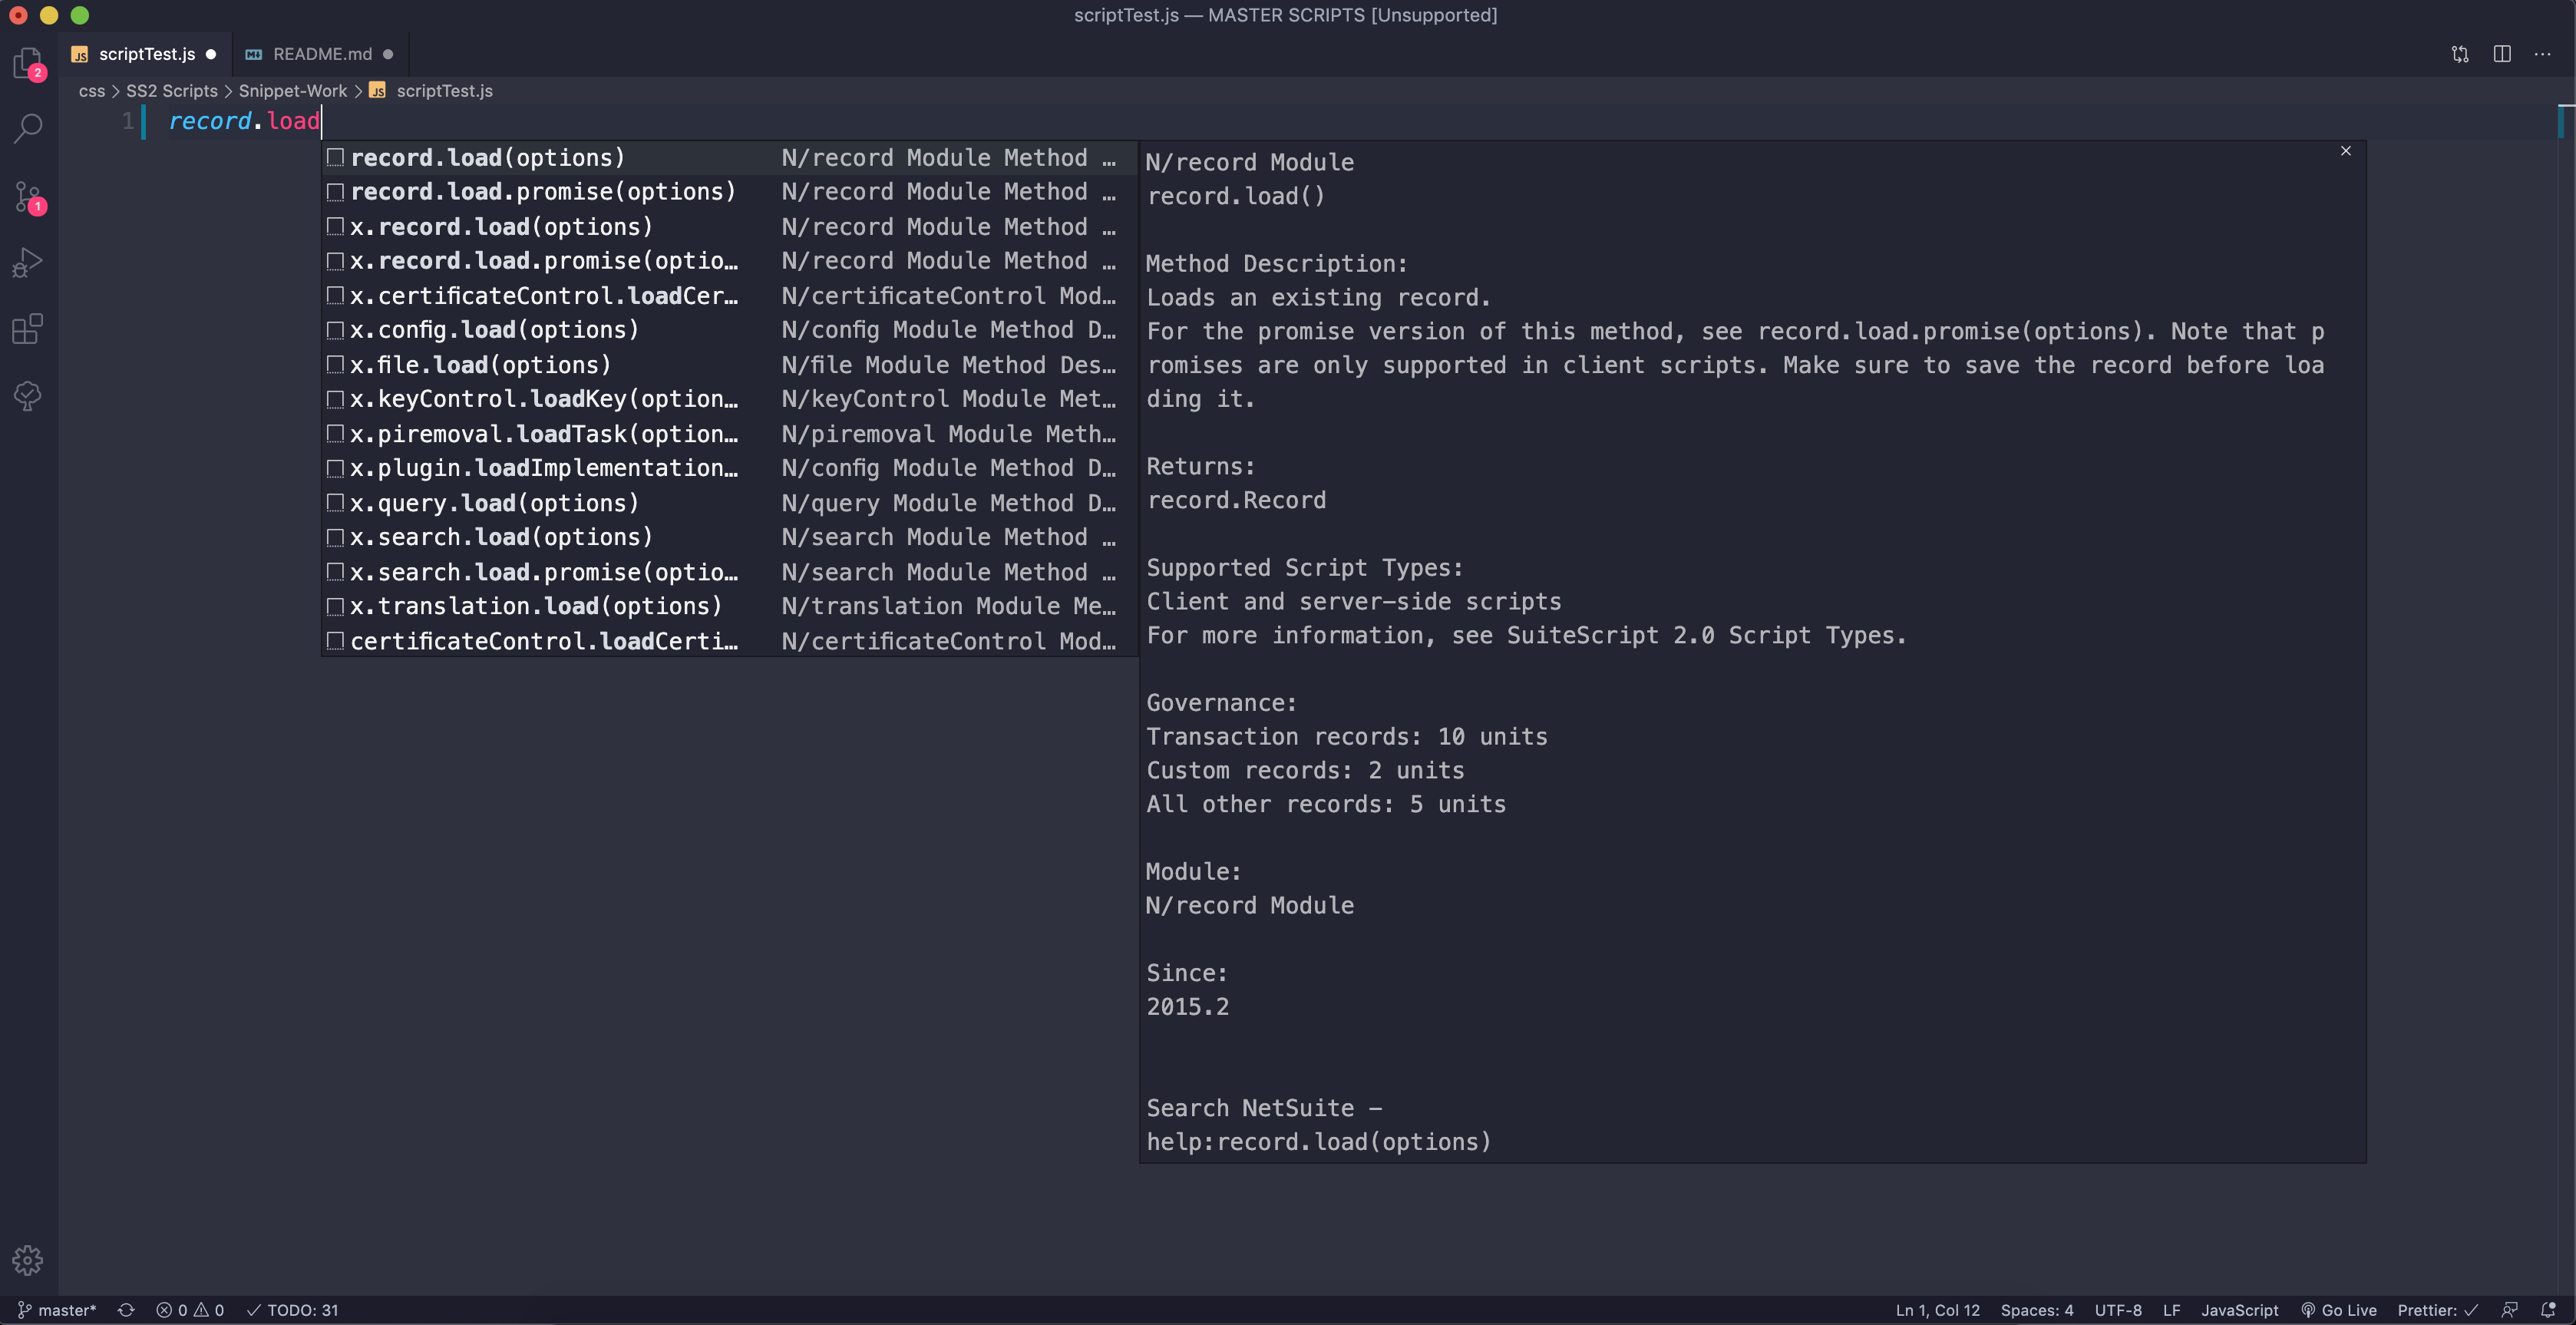 scriptTest.js — MASTER SCRIPTS [Unsupported]
JS scriptTest.js README.md
css > SS2 Scripts > Snippet-Work > JS scriptTest.js
2
1
1 record.load
record.load(options) N/record Module Method …
record.load.promise(options) N/record Module Method …
x.record.load(options) N/record Module Method …
x.record.load.promise(optio… N/record Module Method …
x.certificateControl.loadCer… N/certificateControl Mod…
x.config.load(options) N/config Module Method D…
x.file.load(options) N/file Module Method Des…
x.keyControl.loadKey(option… N/keyControl Module Met…
x.piremoval.loadTask(option… N/piremoval Module Meth…
x.plugin.loadImplementation… N/config Module Method D…
x.query.load(options) N/query Module Method D…
x.search.load(options) N/search Module Method …
x.search.load.promise(optio… N/search Module Method …
x.translation.load(options) N/translation Module Me…
certificateControl.loadCerti… N/certificateControl Mod…
N/record Module
record.load()
Method Description:
Loads an existing record.
For the promise version of this method, see record.load.promise(options). Note that p
romises are only supported in client scripts. Make sure to save the record before loa
ding it.
Returns:
record.Record
Supported Script Types:
Client and server-side scripts
For more information, see SuiteScript 2.0 Script Types.
Governance:
Transaction records: 10 units
Custom records: 2 units
All other records: 5 units
Module:
N/record Module
Since:
2015.2
Search NetSuite -
help:record.load(options)
master* 0 0 TODO: 31 Ln 1, Col 12 Spaces: 4 UTF-8 LF JavaScript Go Live Prettier: ✓